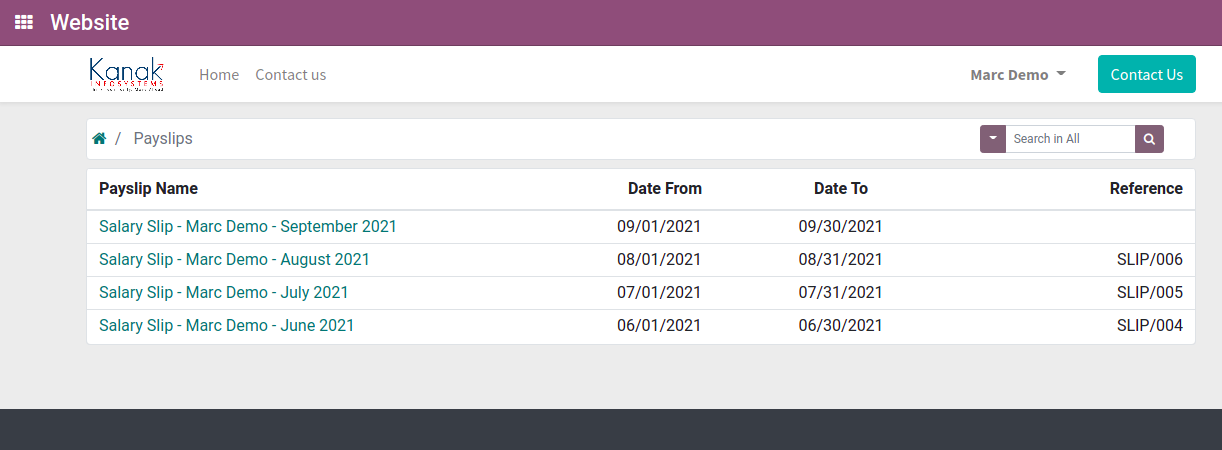 Website
Kanak
INFOSYSTEMS
Home Contact us Marc Demo Contact Us
/ Payslips Search in All
Payslip Name Date From Date To Reference
Salary Slip - Marc Demo - September 2021 09/01/2021 09/30/2021
Salary Slip - Marc Demo - August 2021 08/01/2021 08/31/2021 SLIP/006
Salary Slip - Marc Demo - July 2021 07/01/2021 07/31/2021 SLIP/005
Salary Slip - Marc Demo - June 2021 06/01/2021 06/30/2021 SLIP/004